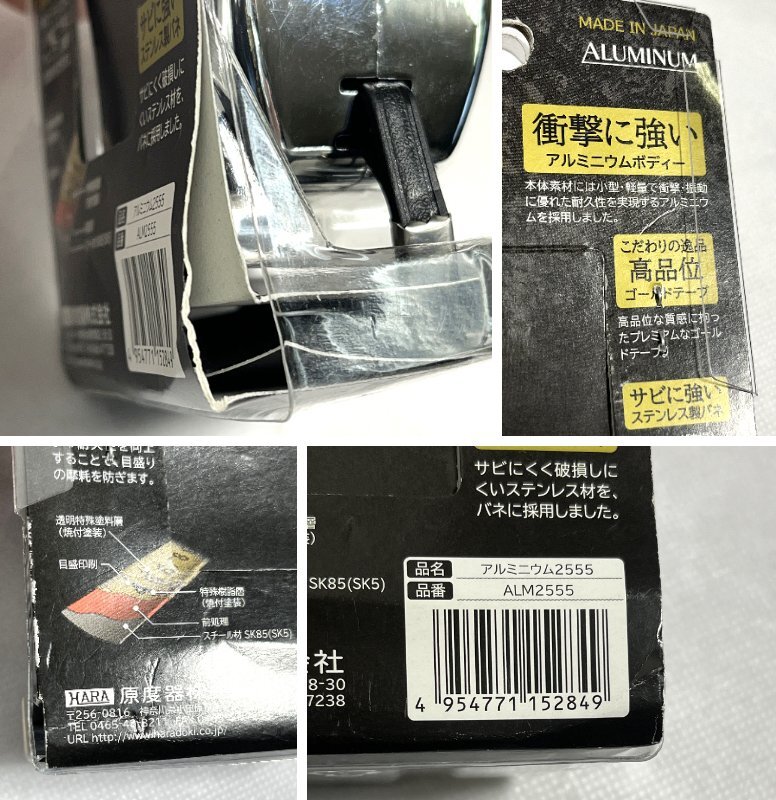 サビに強い
ステンレス製バネ
サビにくく破損しに
くいステンレス材を、
バネに採用しました。
品名 アルミニウム2555
品番 ALM2555
4 954771 152849
MADE IN JAPAN
ALUMINUM
衝撃に強い
アルミニウムボディー
本体素材には小型・軽量で衝撃・振動
に優れた耐久性を実現するアルミニウ
ムを採用しました。
こだわりの逸品
高品位
ゴールドテープ
高品位な質感に拘っ
たプレミアムなゴール
ドテープ。
サビに強い
ステンレス製バネ
することで、目盛り
の摩耗を防ぎます。
透明特殊塗料層
(焼付塗装)
目盛印刷
特殊樹脂層
(焼付塗装)
前処理
スチール材 SK85(SK5)
HARA 原度器
〒256-0816
TEL 0465
URL http://www.haradoki.co.jp/
サビにくく破損しに
くいステンレス材を、
バネに採用しました。
層
)
SK85(SK5)
品名 アルミニウム2555
品番 ALM2555
会社
8-30
7238
4 954771 152849